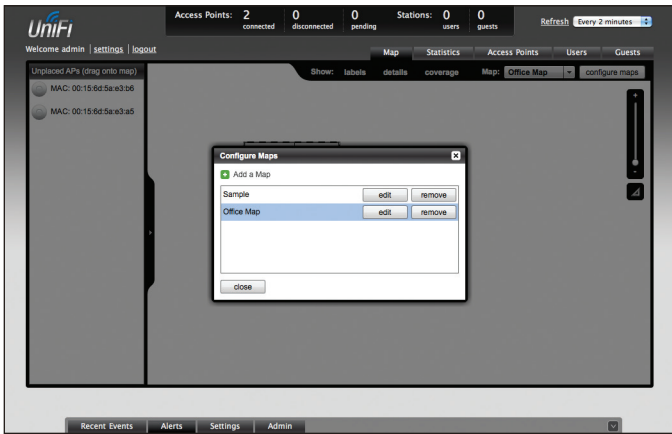 UniFi
Access Points: 2 connected 0 disconnected 0 pending Stations: 0 users 0 guests
Refresh Every 2 minutes
Welcome admin | settings | logout
Map Statistics Access Points Users Guests
Unplaced APs (drag onto map)
Show: labels details coverage Map: Office Map configure maps
MAC: 00:15:6d:5a:e3:b6
MAC: 00:15:6d:5a:e3:a5
Configure Maps
Add a Map
Sample edit remove
Office Map edit remove
close
Recent Events Alerts Settings Admin